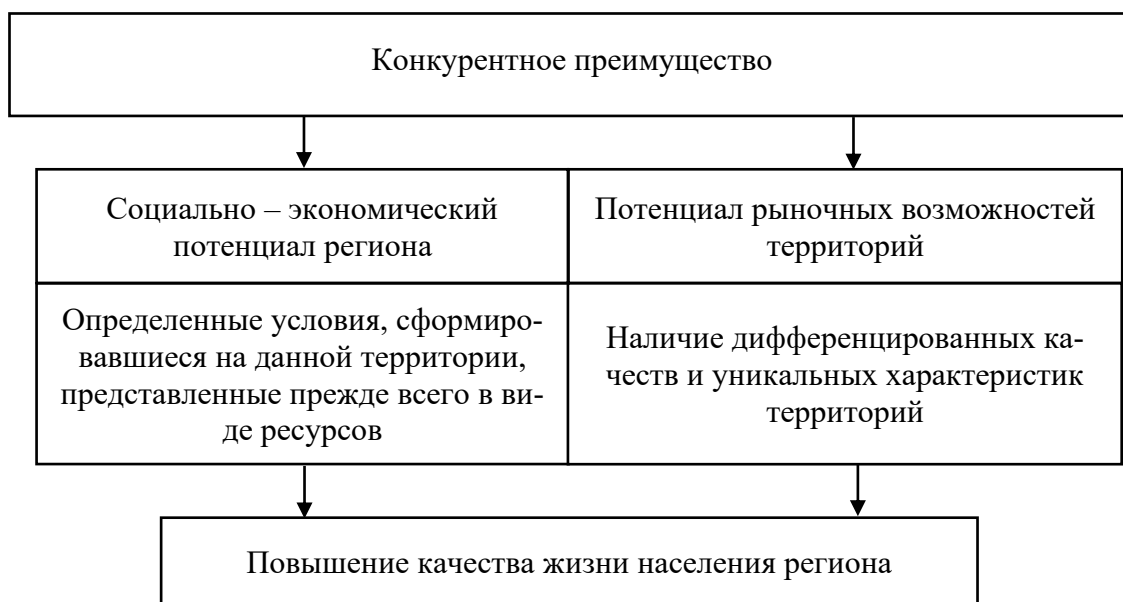 Конкурентное преимущество
Социально – экономический
потенциал региона
Потенциал рыночных возможностей
территорий
Определенные условия, сформиро-
вавшиеся на данной территории,
представленные прежде всего в ви-
де ресурсов
Наличие дифференцированных ка-
честв и уникальных характеристик
территорий
Повышение качества жизни населения региона